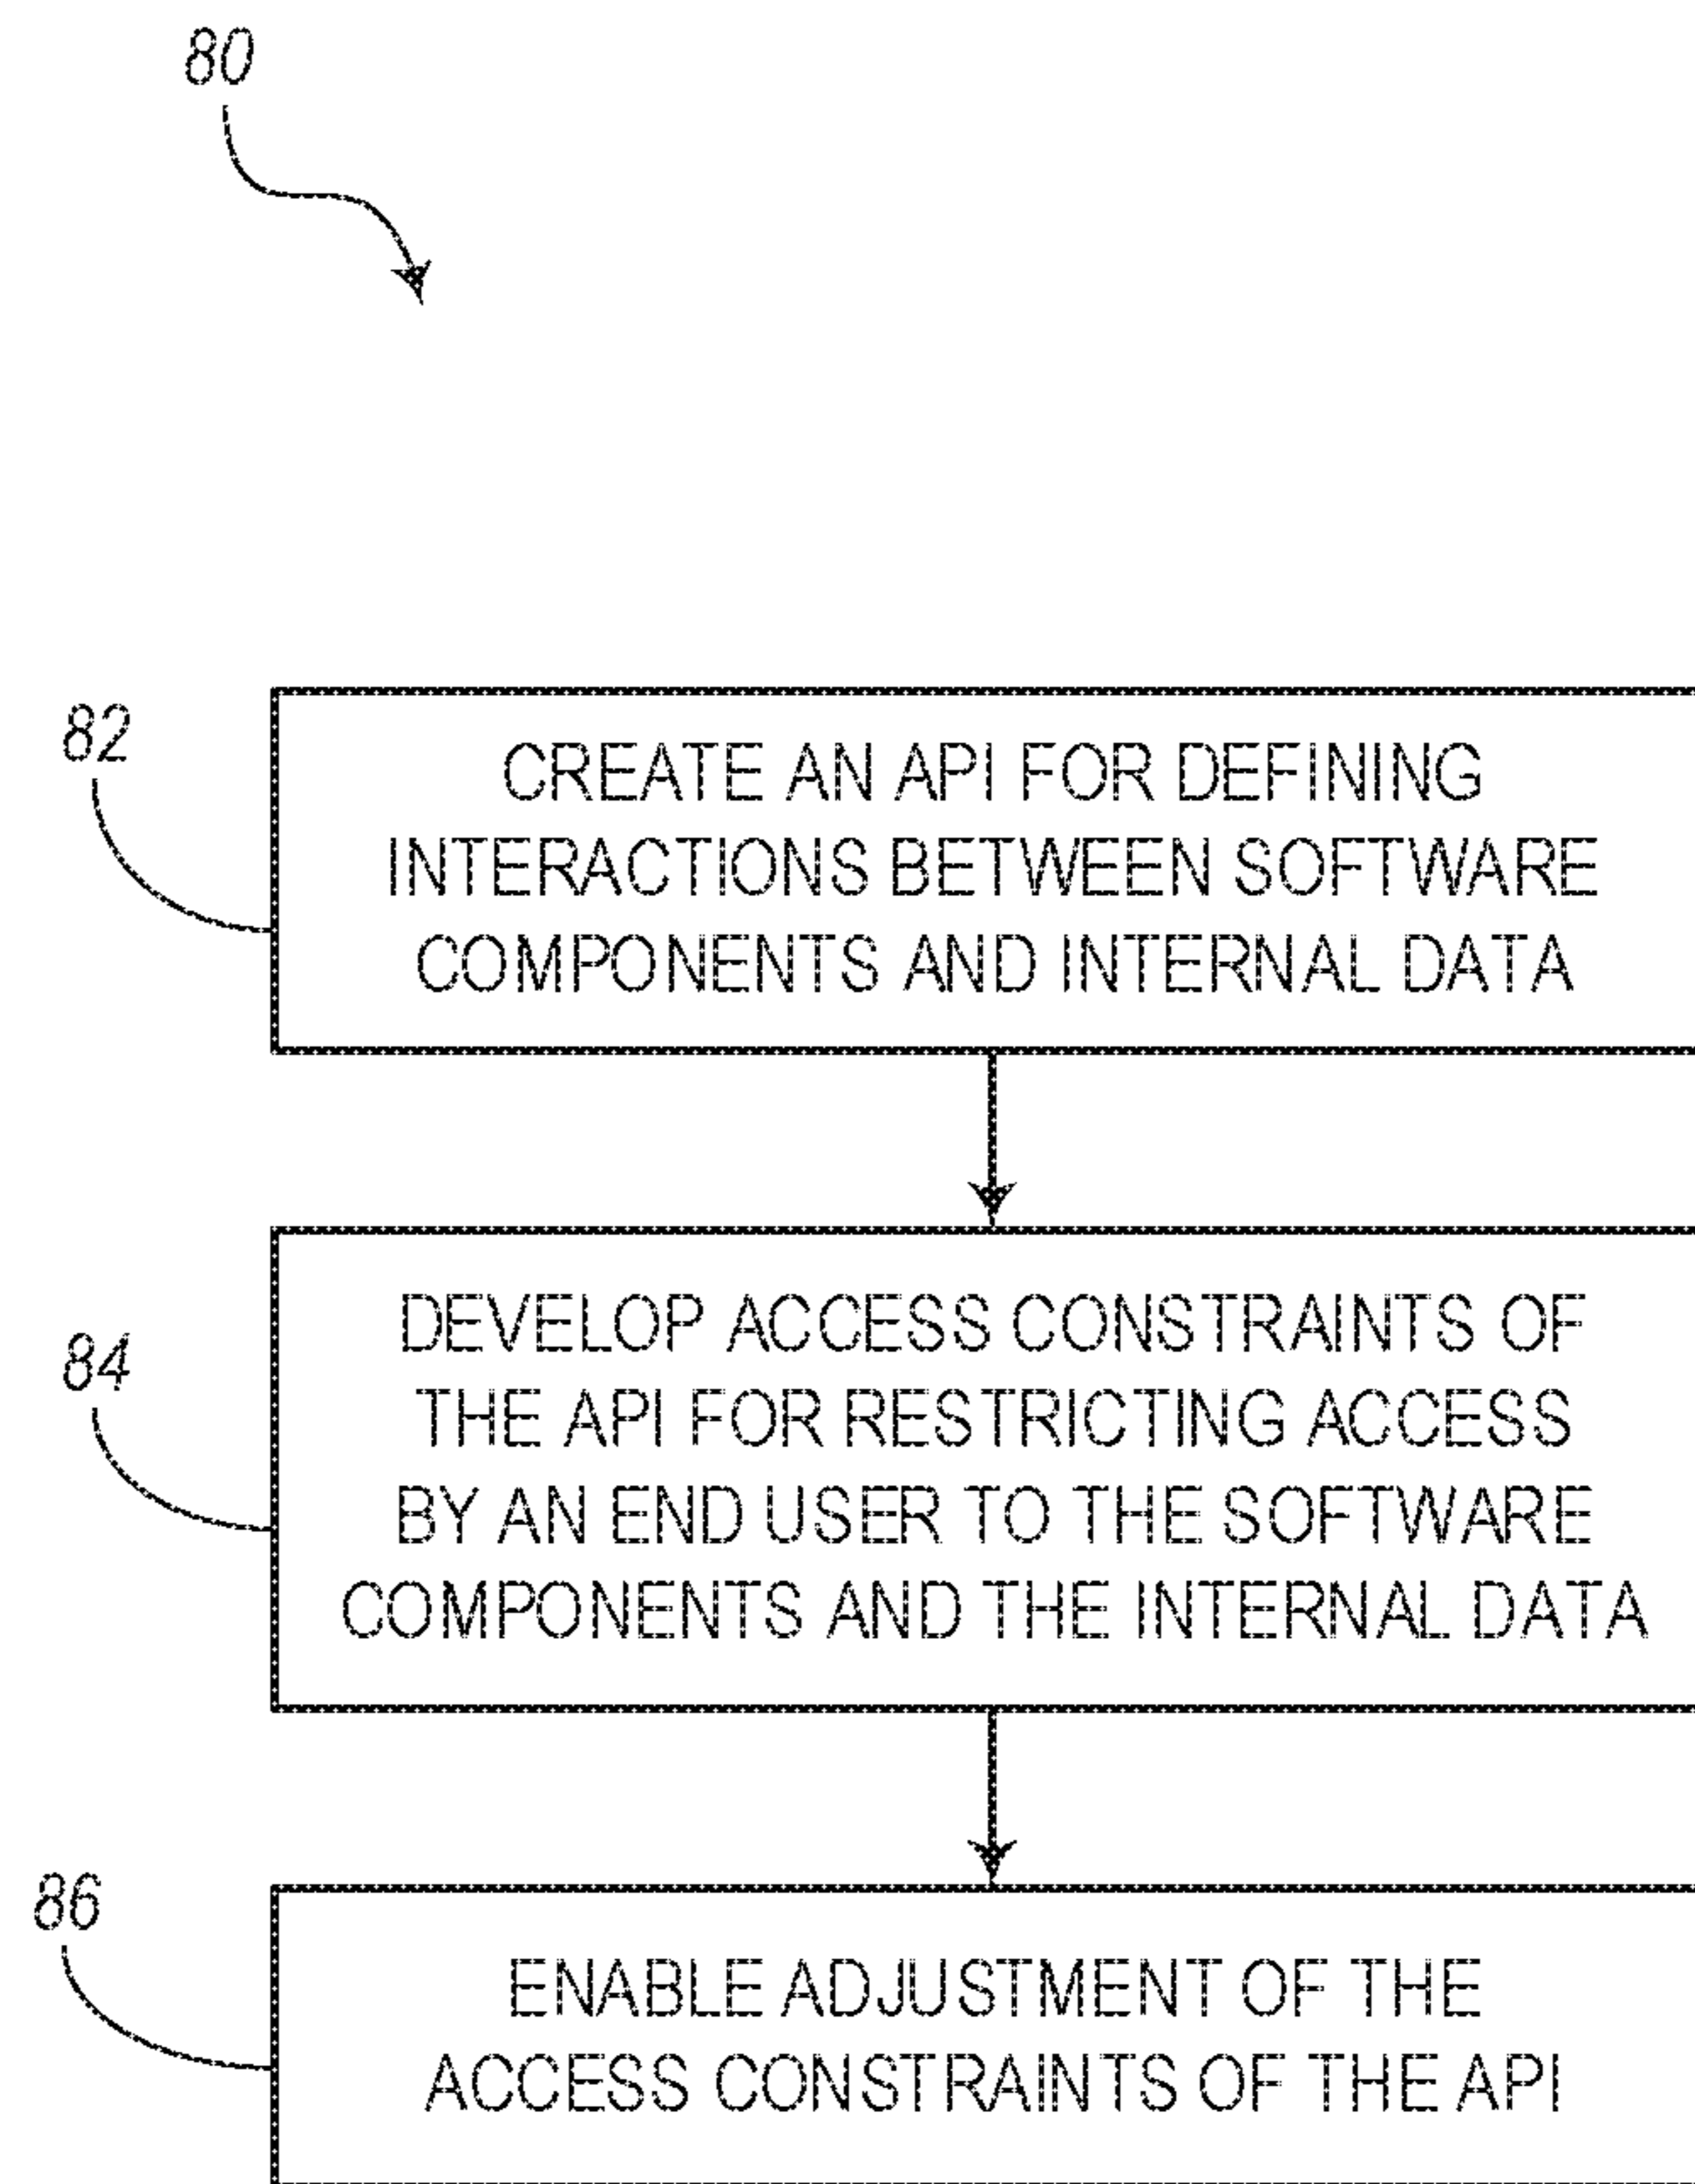 80
82
CREATE AN API FOR DEFINING
INTERACTIONS BETWEEN SOFTWARE
COMPONENTS AND INTERNAL DATA
84
DEVELOP ACCESS CONSTRAINTS OF
THE API FOR RESTRICTING ACCESS
BY AN END USER TO THE SOFTWARE
COMPONENTS AND THE INTERNAL DATA
86
ENABLE ADJUSTMENT OF THE
ACCESS CONSTRAINTS OF THE API